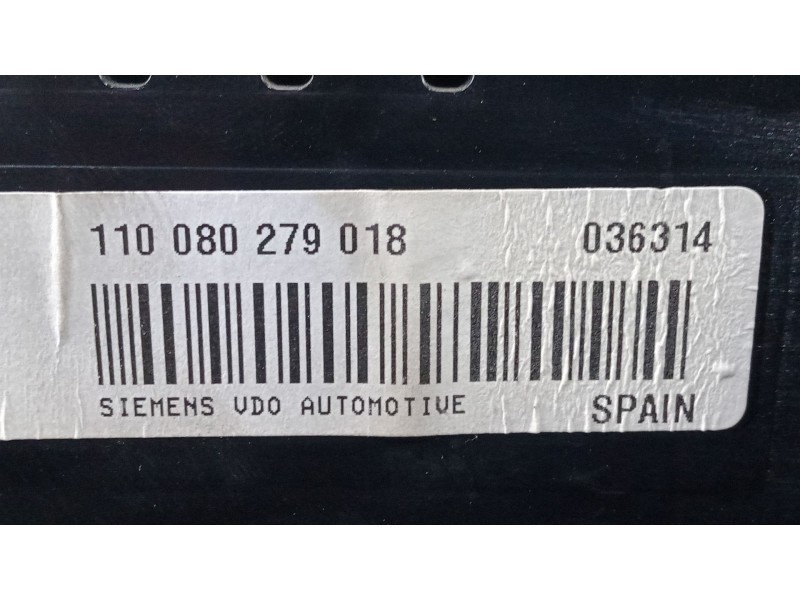 110 080 279 018 036314
SIEMENS VDO AUTOMOTIVE SPAIN